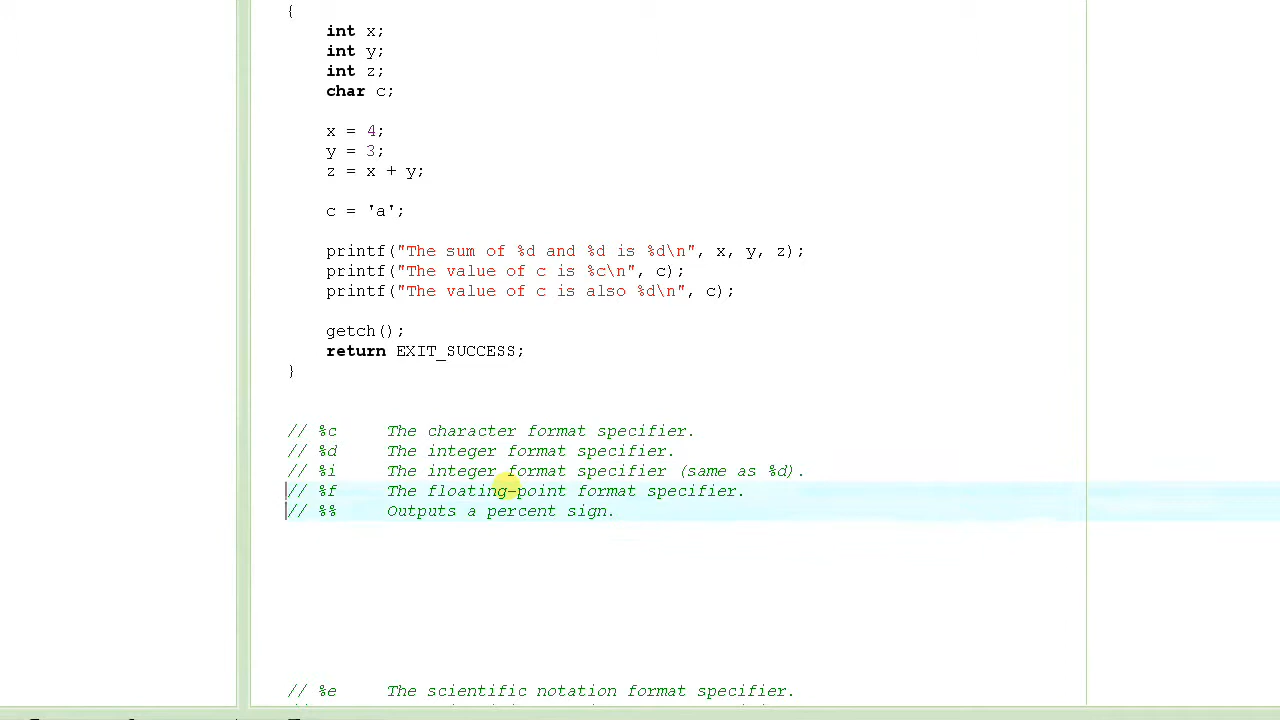 {
int x;
int y;
int z;
char c;
x = 4;
y = 3;
z = x + y;
c = 'a';
printf("The sum of %d and %d is %d\n", x, y, z);
printf("The value of c is %c\n", c);
printf("The value of c is also %d\n", c);
getch();
return EXIT_SUCCESS;
}
// %c The character format specifier.
// %d The integer format specifier.
// %i The integer format specifier (same as %d).
// %f The floating-point format specifier.
// %% Outputs a percent sign.
// %e The scientific notation format specifier.